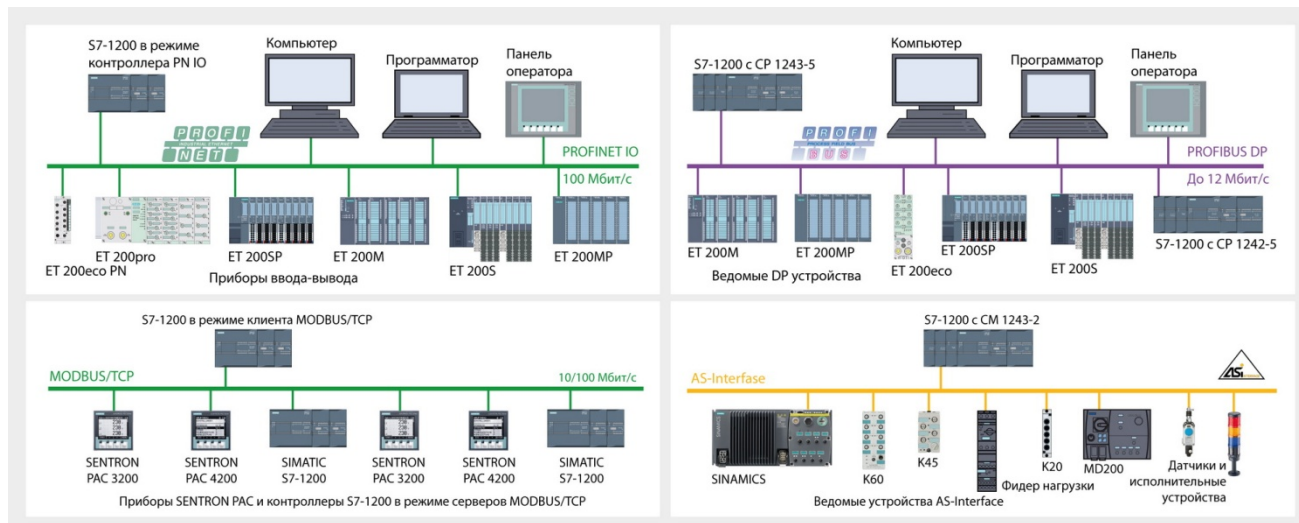 S7-1200 в режиме
контроллера PN IO
Компьютер
Программатор
Панель
оператора
PROFI
INDUSTRIAL ETHERNET
NET
PROFINET IO
100 Мбит/с
ET 200eco PN
ET 200pro
ET 200SP
ET 200M
ET 200S
ET 200MP
Приборы ввода-вывода
S7-1200 с CP 1243-5
Компьютер
Программатор
Панель
оператора
PROFI
BUS
PROFIBUS DP
До 12 Мбит/с
ET 200M
ET 200MP
ET 200eco
ET 200SP
ET 200S
S7-1200 с CP 1242-5
Ведомые DP устройства
S7-1200 в режиме клиента MODBUS/TCP
MODBUS/TCP
10/100 Мбит/с
SENTRON
PAC 3200
SENTRON
PAC 4200
SIMATIC
S7-1200
SENTRON
PAC 3200
SENTRON
PAC 4200
SIMATIC
S7-1200
Приборы SENTRON PAC и контроллеры S7-1200 в режиме серверов MODBUS/TCP
S7-1200 с CM 1243-2
AS-Interfase
ASi
SINAMICS
K60
K45
Фидер нагрузки
K20
MD200
Датчики и
исполнительные
устройства
Ведомые устройства AS-Interface